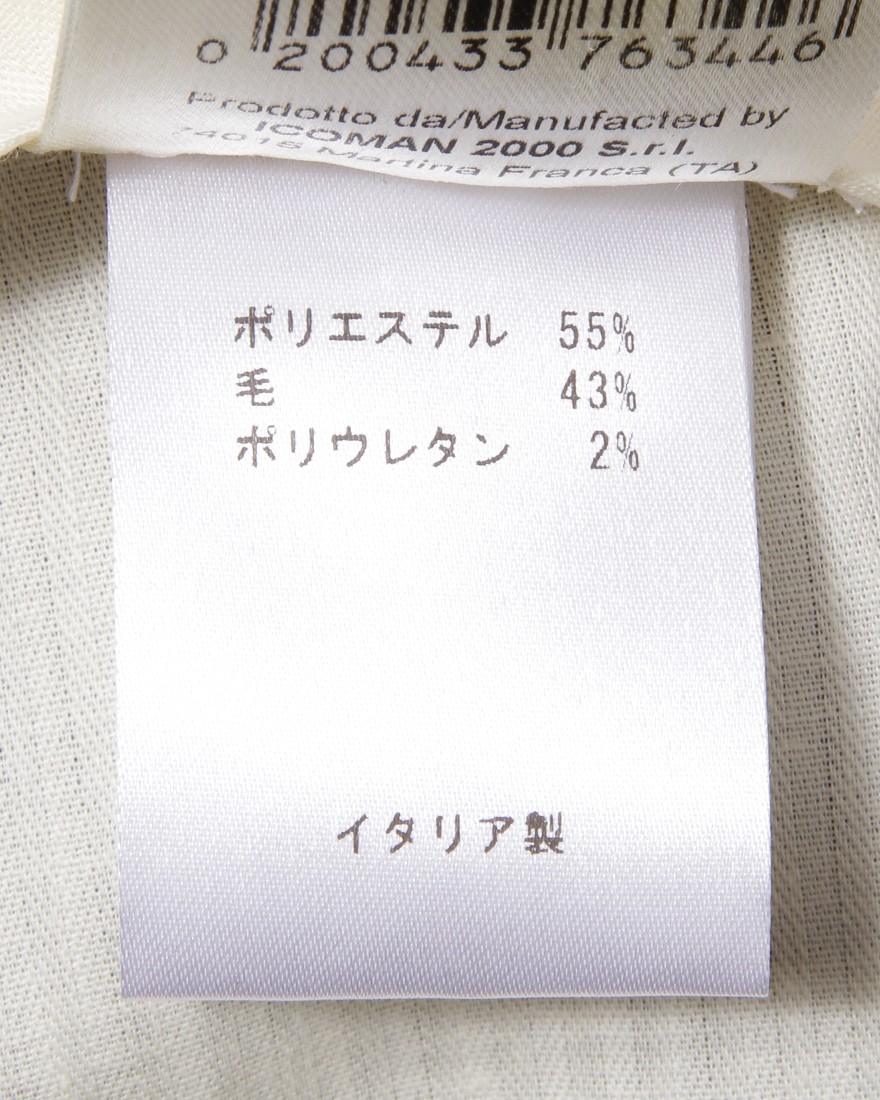 0 200433 763446
Prodotto da/Manufacted by
ICOMAN 2000 S.r.l.
74015 Martina Franca (TA)
ポリエステル 55%
毛 43%
ポリウレタン 2%
イタリア製